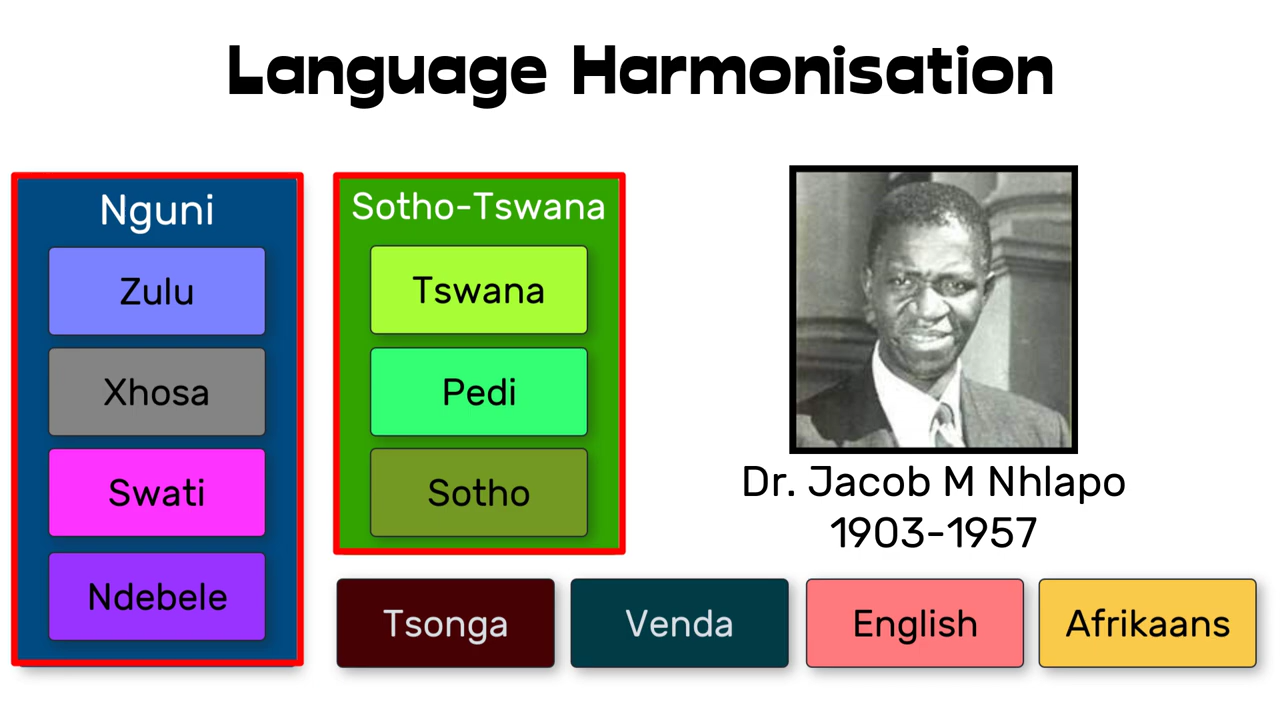 Language Harmonisation
Nguni
Zulu
Xhosa
Swati
Ndebele
Sotho-Tswana
Tswana
Pedi
Sotho
Dr. Jacob M Nhlapo
1903-1957
Tsonga
Venda
English
Afrikaans